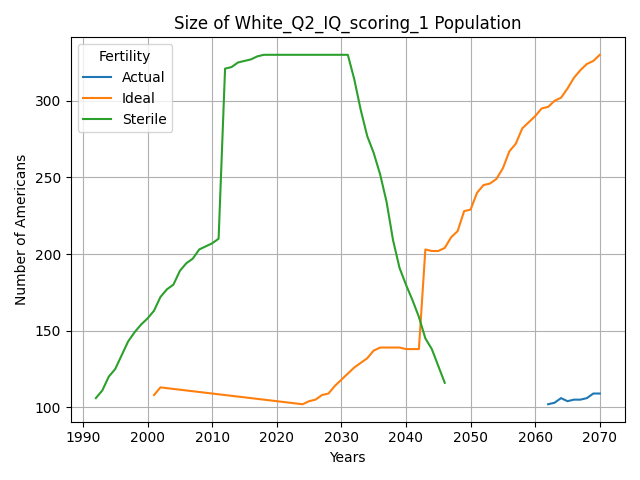 Size of White_Q2_IQ_scoring_1 Population
Fertility
Actual
Ideal
Sterile
Number of Americans
300
250
200
150
100
1990 2000 2010 2020 2030 2040 2050 2060 2070
Years